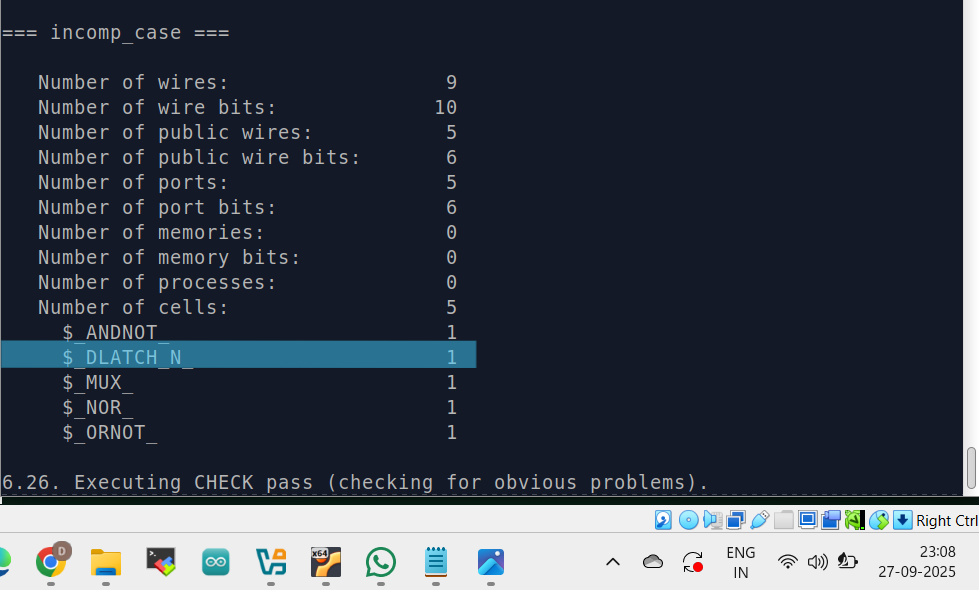 === incomp_case ===
Number of wires: 9
Number of wire bits: 10
Number of public wires: 5
Number of public wire bits: 6
Number of ports: 5
Number of port bits: 6
Number of memories: 0
Number of memory bits: 0
Number of processes: 0
Number of cells: 5
$_ANDNOT_ 1
$_DLATCH_N_ 1
$_MUX_ 1
$_NOR_ 1
$_ORNOT_ 1
6.26. Executing CHECK pass (checking for obvious problems).
Right Ctrl
D
x64
ENG
IN
23:08
27-09-2025